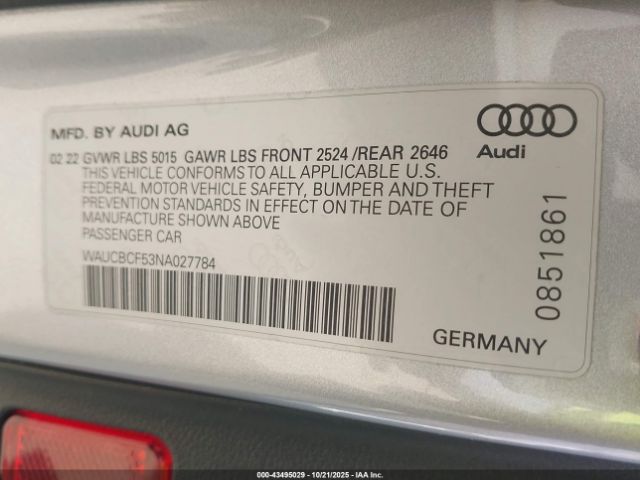 MFD. BY AUDI AG
02 22 GVWR LBS 5015 GAWR LBS FRONT 2524 /REAR 2646
THIS VEHICLE CONFORMS TO ALL APPLICABLE U.S.
FEDERAL MOTOR VEHICLE SAFETY, BUMPER AND THEFT
PREVENTION STANDARDS IN EFFECT ON THE DATE OF
MANUFACTURE SHOWN ABOVE
PASSENGER CAR
WAUCBCF53NA027784
Audi
0851861
GERMANY
IAA: 43495029 - 10/21/2025 - IAA Inc.